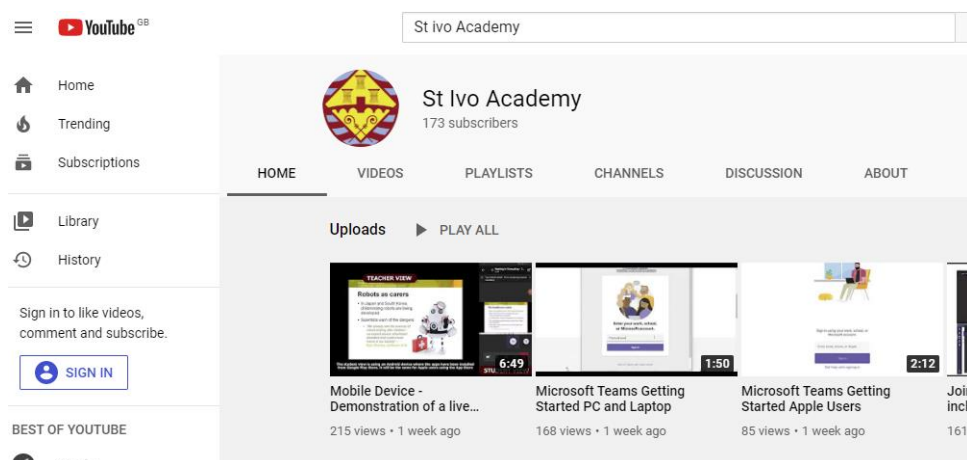 YouTube GB
St ivo Academy
Home
Trending
Subscriptions
Library
History
Sign in to like videos,
comment and subscribe.
SIGN IN
BEST OF YOUTUBE
St Ivo Academy
173 subscribers
HOME VIDEOS PLAYLISTS CHANNELS DISCUSSION ABOUT
Uploads PLAY ALL
TEACHER VIEW
Robots as carers
6:49
1:50
2:12
Mobile Device -
Demonstration of a live...
215 views • 1 week ago
Microsoft Teams Getting
Started PC and Laptop
168 views • 1 week ago
Microsoft Teams Getting
Started Apple Users
85 views • 1 week ago
Joi
incl
161